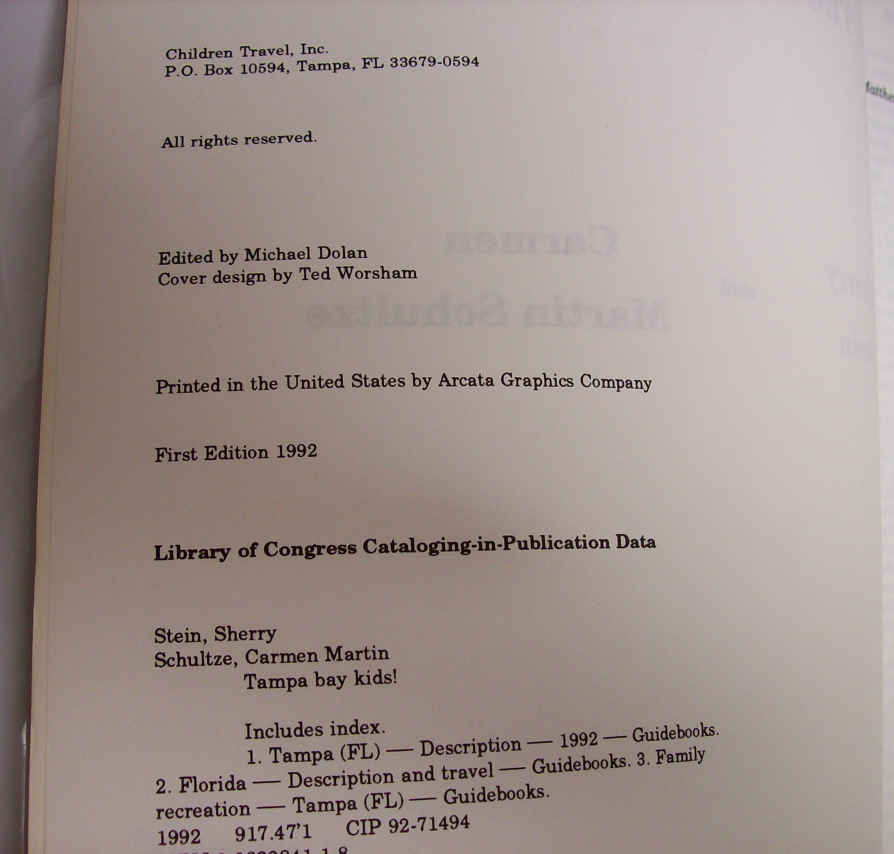 Children Travel, Inc.
P.O. Box 10594, Tampa, FL 33679-0594
All rights reserved.
Edited by Michael Dolan
Cover design by Ted Worsham
Printed in the United States by Arcata Graphics Company
First Edition 1992
Library of Congress Cataloging-in-Publication Data
Stein, Sherry
Schultze, Carmen Martin
Tampa bay kids!
Includes index.
1. Tampa (FL) — Description — 1992 — Guidebooks.
2. Florida — Description and travel — Guidebooks. 3. Family
recreation — Tampa (FL) — Guidebooks.
1992 917.47'1 CIP 92-71494
Carmen
Martin Schultze